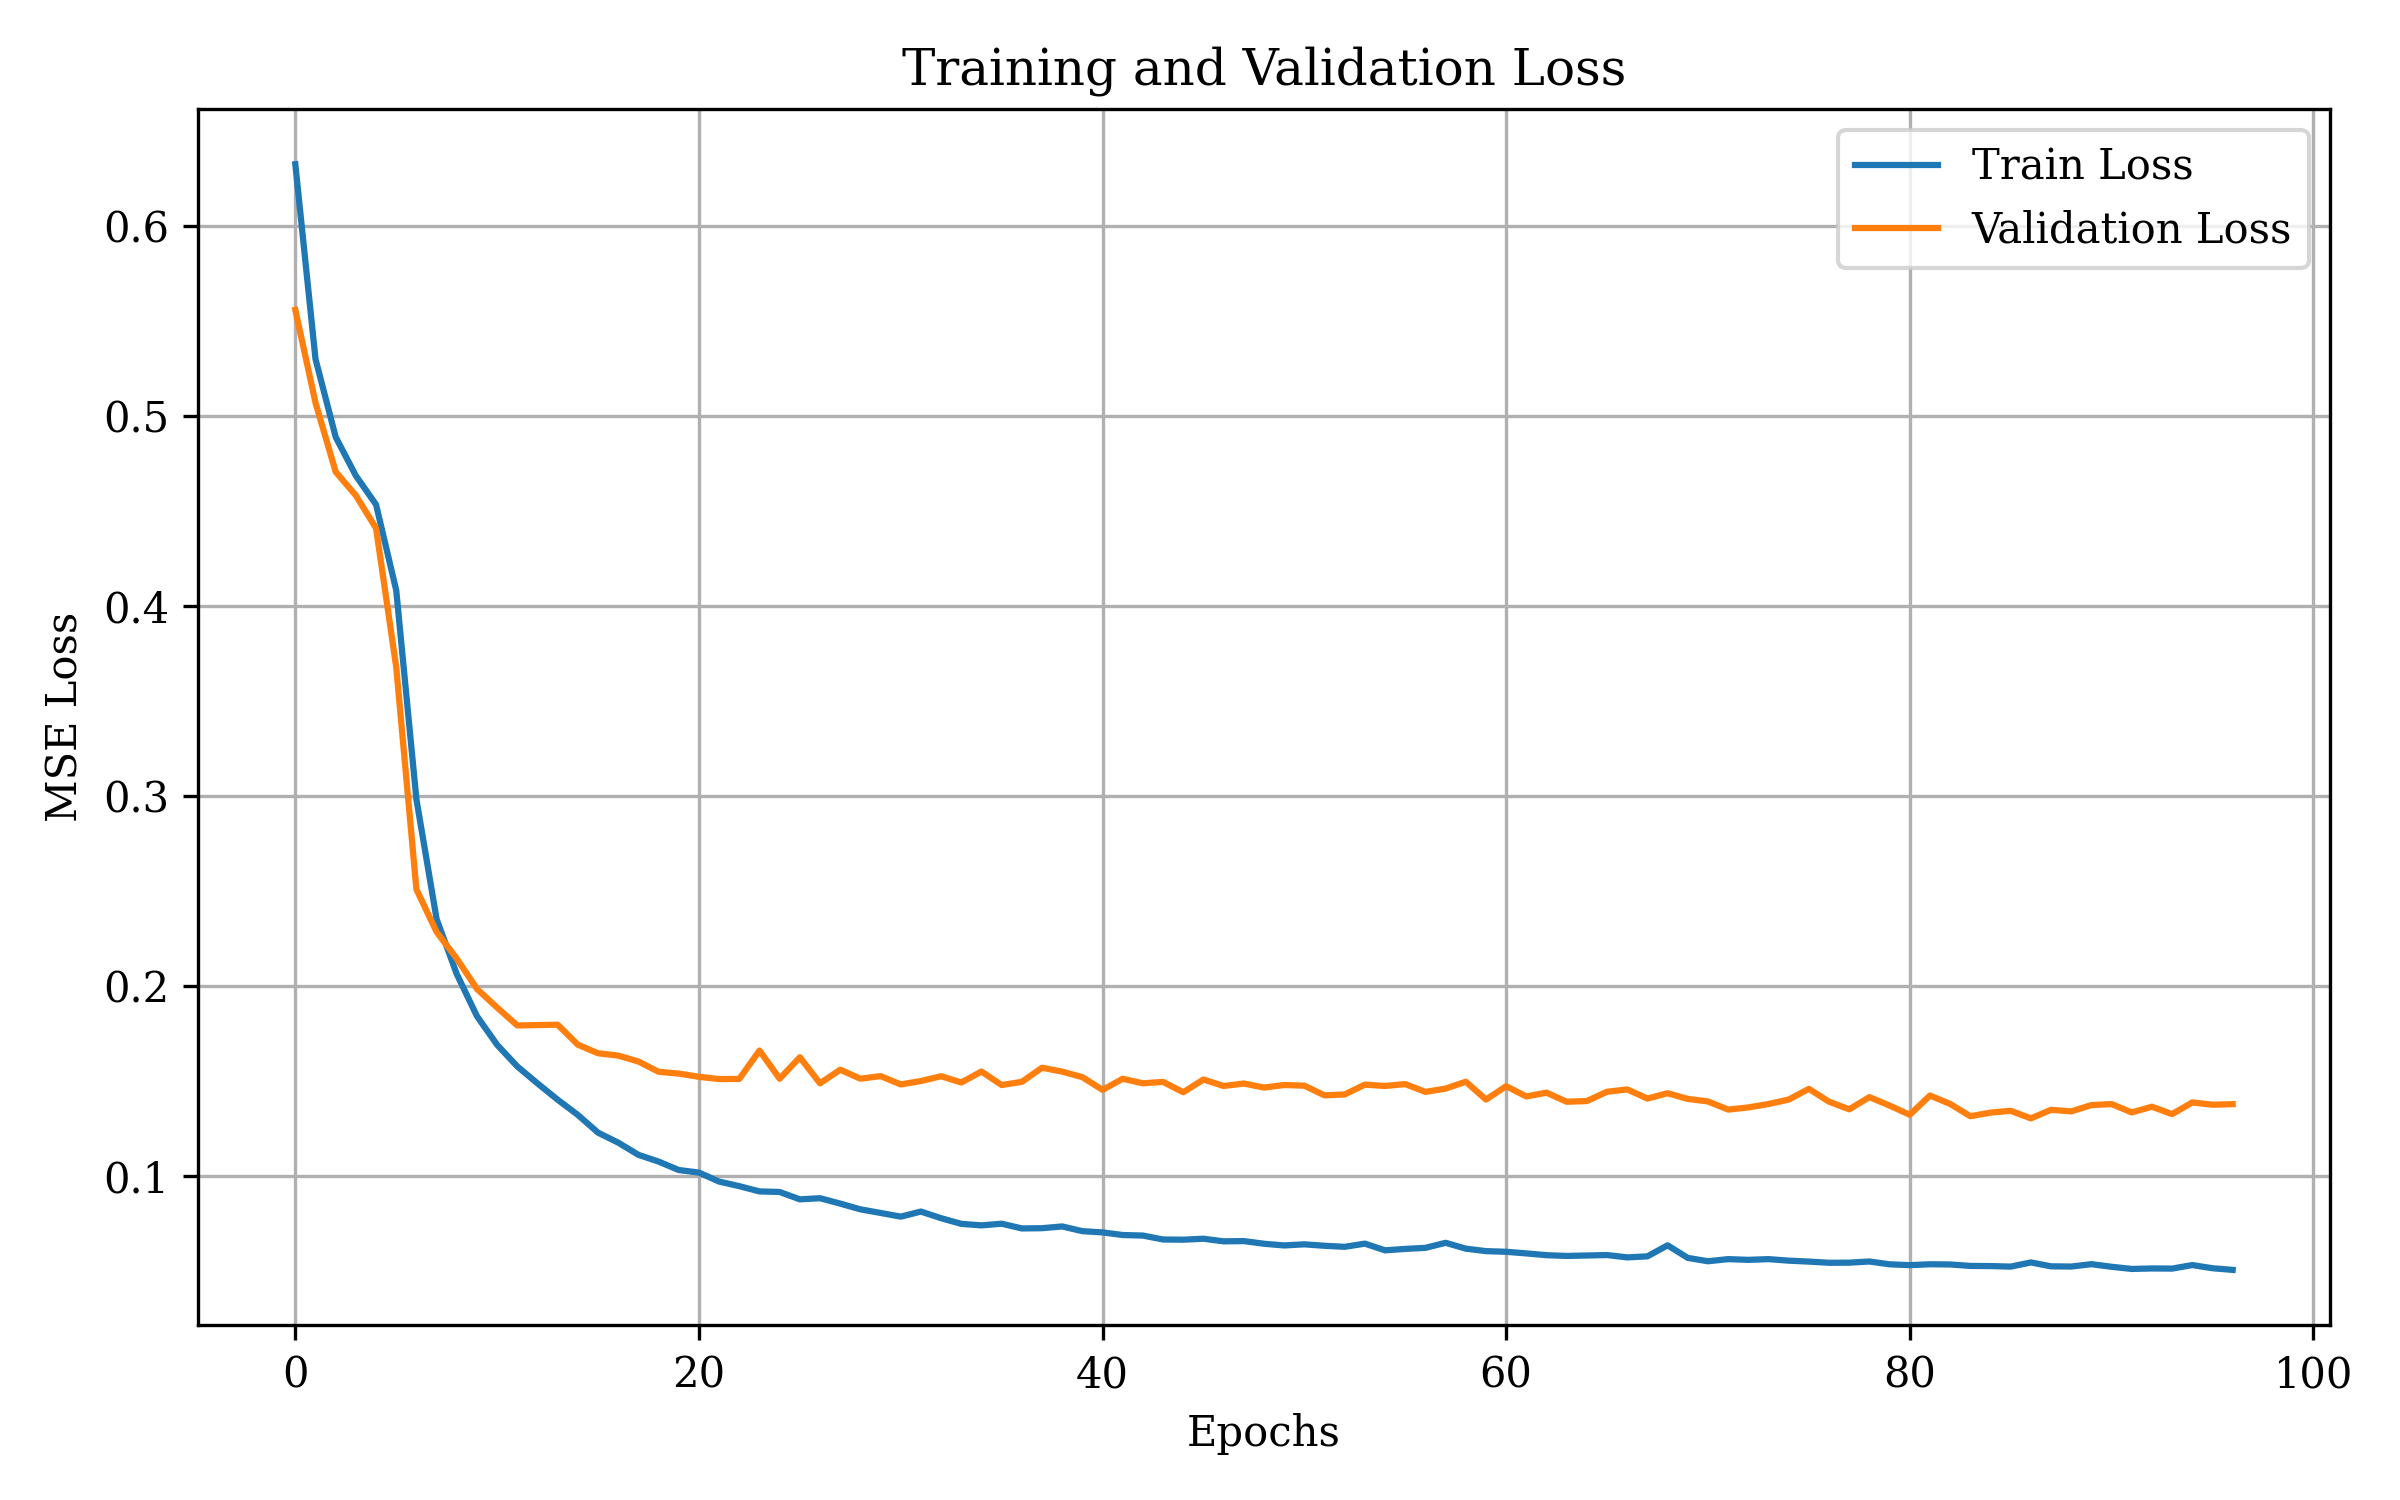 Training and Validation Loss
Train Loss
Validation Loss
0.6
0.5
0.4
0.3
0.2
0.1
MSE Loss
0 20 40 60 80 100
Epochs